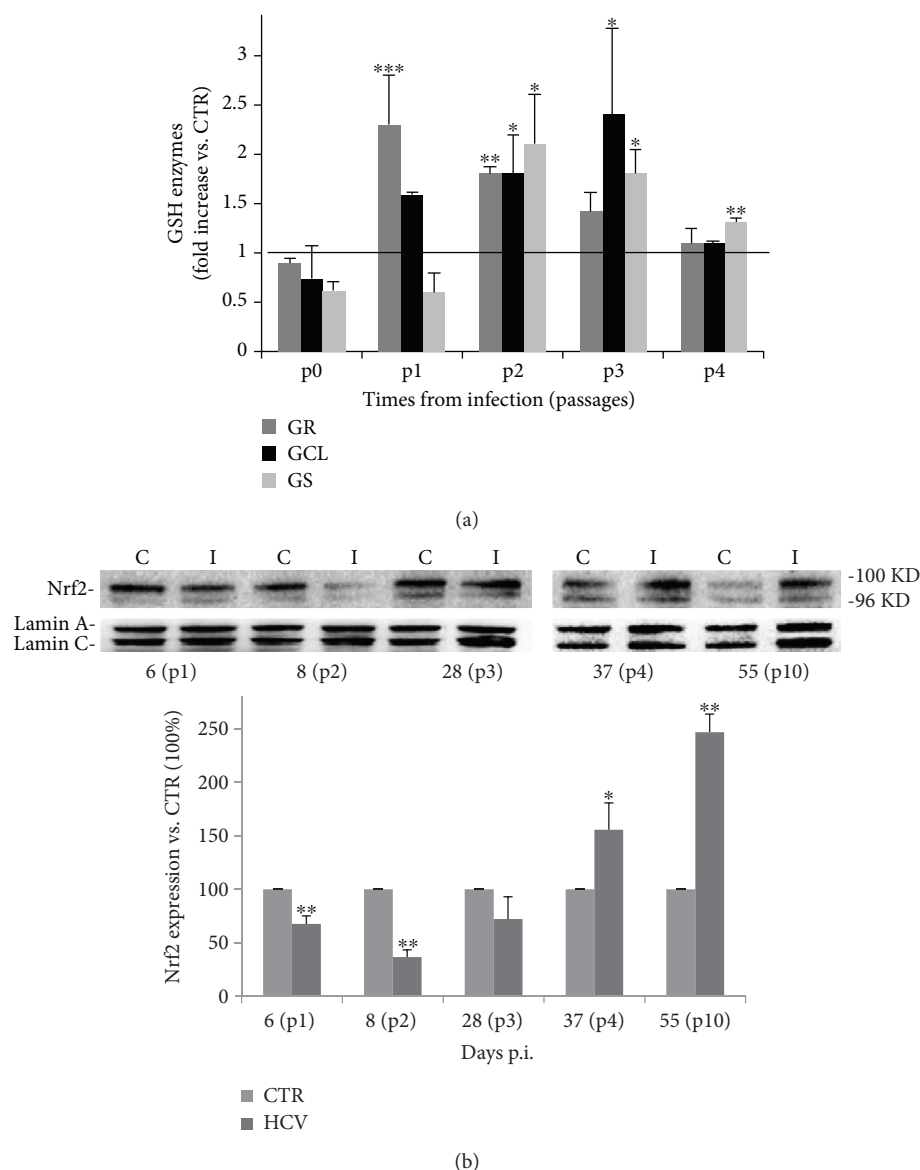 3
2.5
2
1.5
1
0.5
0
GSH enzymes
(fold increase vs. CTR)
***
**
*
*
*
*
**
p0 p1 p2 p3 p4
Times from infection (passages)
GR
GCL
GS
(a)
C I C I C I C I C I
Nrf2-
-100 KD
-96 KD
Lamin A-
Lamin C-
6 (p1) 8 (p2) 28 (p3) 37 (p4) 55 (p10)
Nrf2 expression vs. CTR (100%)
250
200
150
100
50
0
**
**
*
**
6 (p1) 8 (p2) 28 (p3) 37 (p4) 55 (p10)
Days p.i.
CTR
HCV
(b)